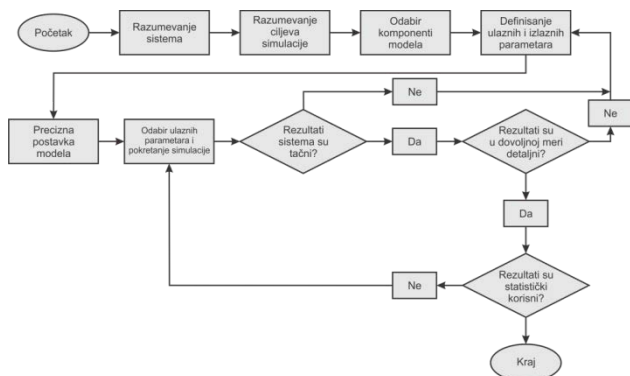 Početak
Razumevanje
sistema
Razumevanje
ciljeva
simulacije
Odabir
komponenti
modela
Definisanje
ulaznih i izlaznih
parametara
Ne
Ne
Precizna
postavka
modela
Odabir ulaznih
parametara i
pokretanje simulacije
Rezultati
sistema su
tačni?
Da
Rezultati su
u dovoljnoj meri
detaljni?
Da
Ne
Rezultati su
statistički
korisni?
Kraj